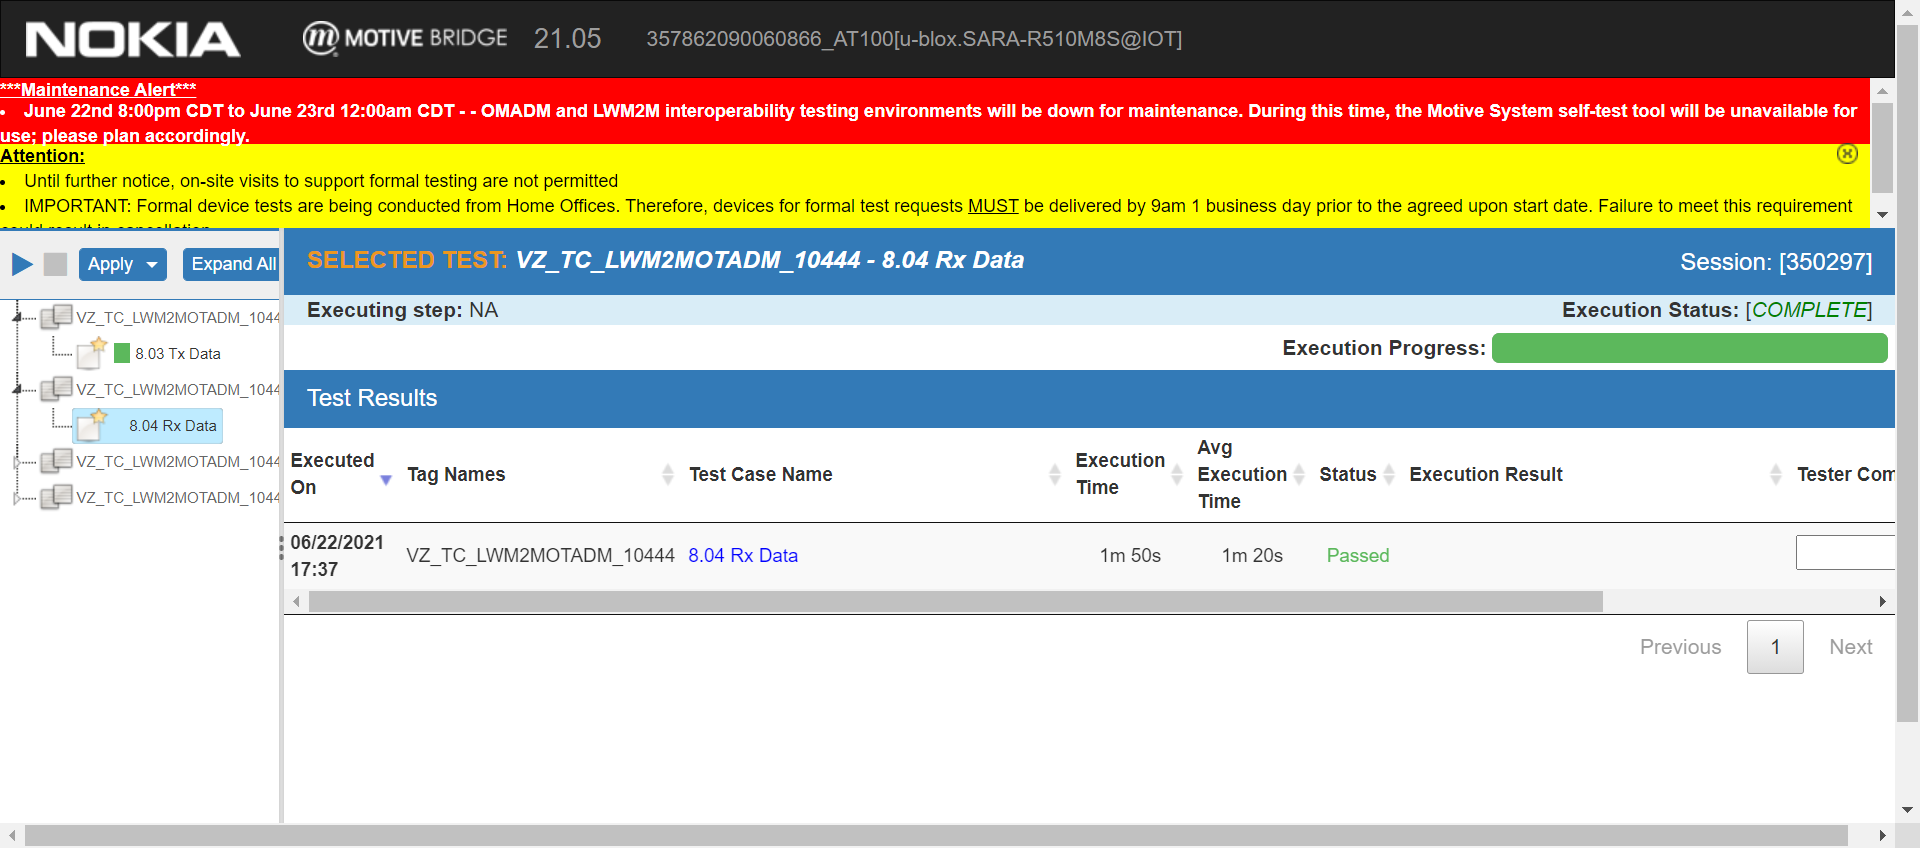 NOKIA
MOTIVE BRIDGE 21.05 357862090060866_AT100[u-blox.SARA-R510M8S@IOT]
***Maintenance Alert***
• June 22nd 8:00pm CDT to June 23rd 12:00am CDT - - OMADM and LWM2M interoperability testing environments will be down for maintenance. During this time, the Motive System self-test tool will be unavailable for
use; please plan accordingly.
Attention:
• Until further notice, on-site visits to support formal testing are not permitted
• IMPORTANT: Formal device tests are being conducted from Home Offices. Therefore, devices for formal test requests MUST be delivered by 9am 1 business day prior to the agreed upon start date. Failure to meet this requirement
could result in cancellation
Apply Expand All
VZ_TC_LWM2MOTADM_1044
8.03 Tx Data
VZ_TC_LWM2MOTADM_1044
8.04 Rx Data
VZ_TC_LWM2MOTADM_1044
VZ_TC_LWM2MOTADM_1044
SELECTED TEST: VZ_TC_LWM2MOTADM_10444 - 8.04 Rx Data
Session: [350297]
Executing step: NA
Execution Status: [COMPLETE]
Execution Progress:
Test Results
Executed On
Tag Names
Test Case Name
Execution Time
Avg Execution Time
Status
Execution Result
Tester Com
06/22/2021 17:37
VZ_TC_LWM2MOTADM_10444
8.04 Rx Data
1m 50s
1m 20s
Passed
Previous 1 Next